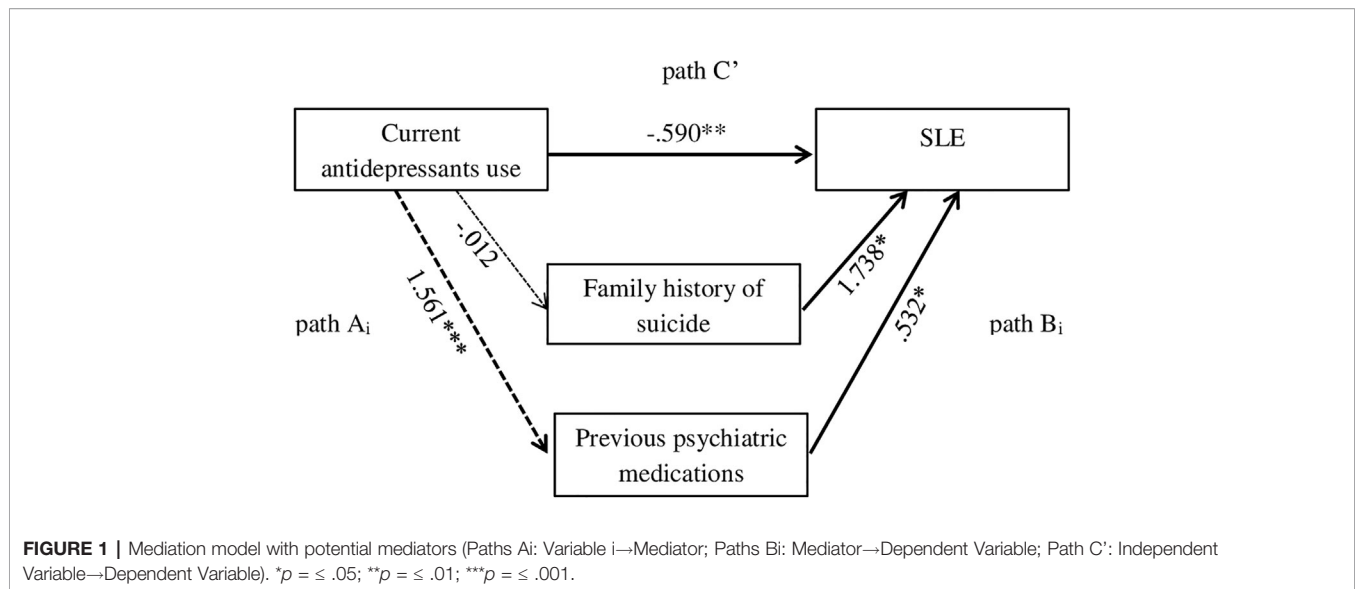 path C’
Current
antidepressants use
-.590**
SLE
-.012
1.738*
Family history of
suicide
1.561***
.532*
path Ai
path Bi
Previous psychiatric
medications
FIGURE 1 | Mediation model with potential mediators (Paths Ai: Variable i→Mediator; Paths Bi: Mediator→Dependent Variable; Path C’: Independent
Variable→Dependent Variable). *p = ≤ .05; **p = ≤ .01; ***p = ≤ .001.